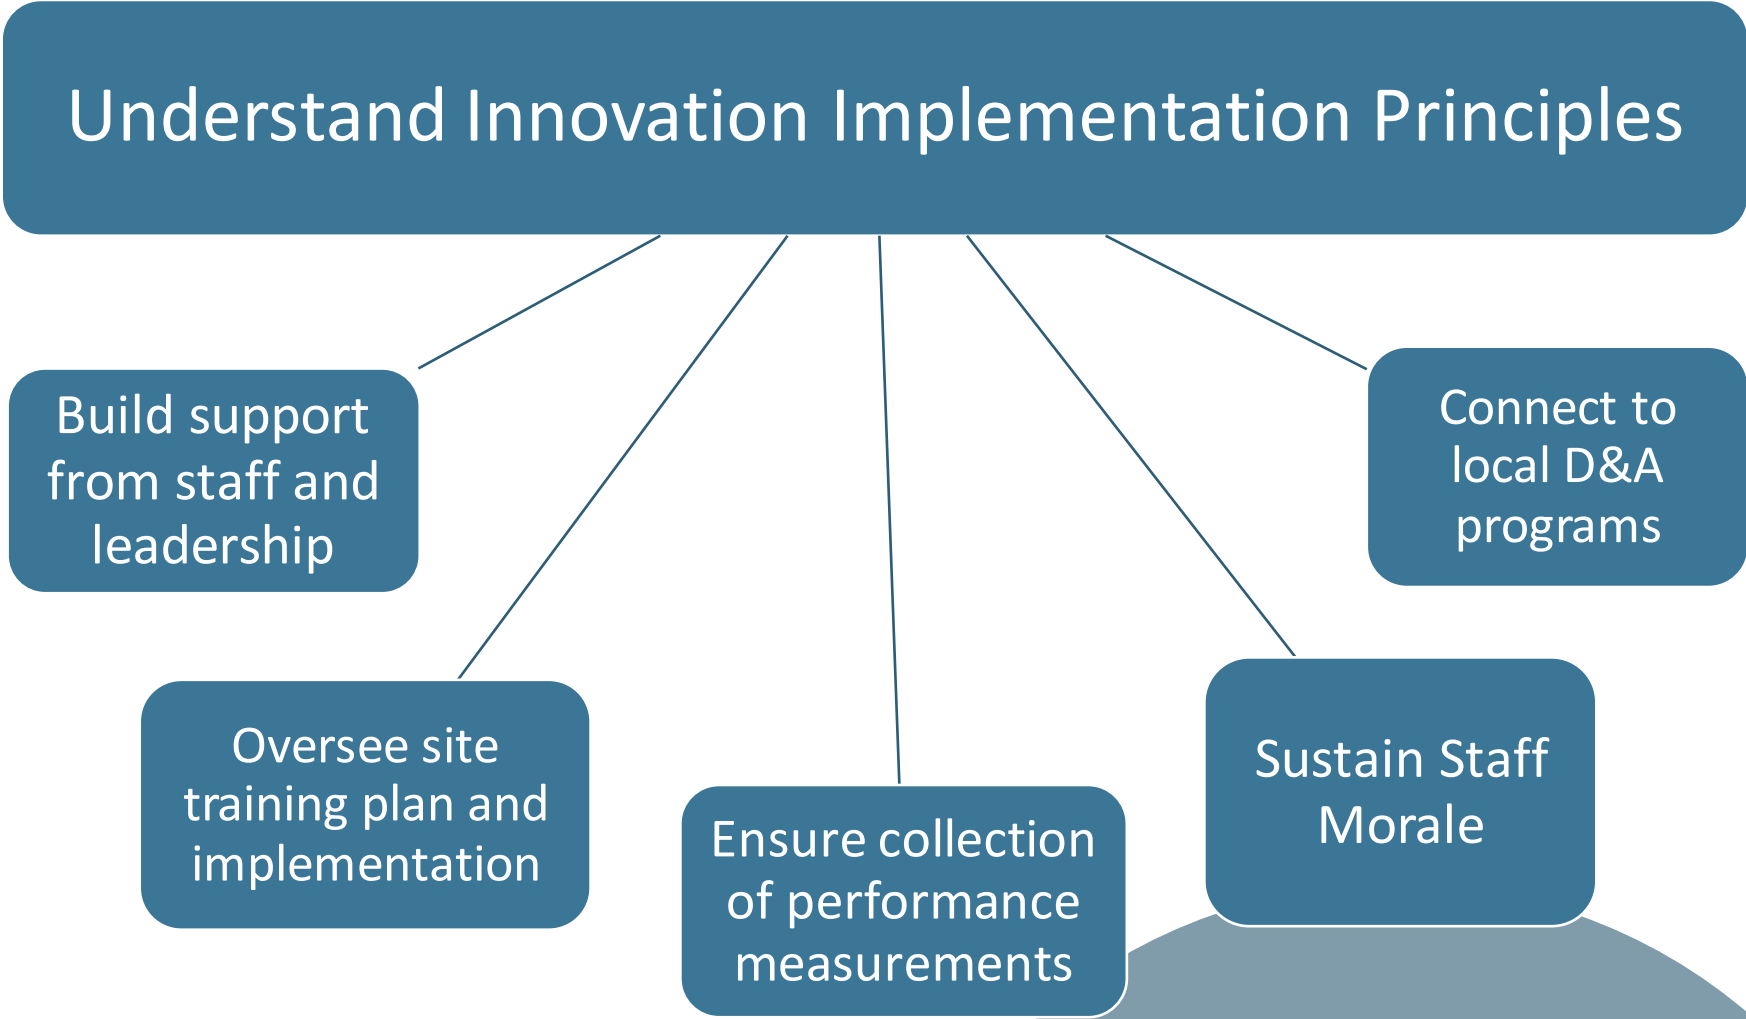 Understand Innovation Implementation Principles
Build support
from staff and
leadership
Oversee site
training plan and
implementation
Ensure collection
of performance
measurements
Sustain Staff
Morale
Connect to
local D&A
programs